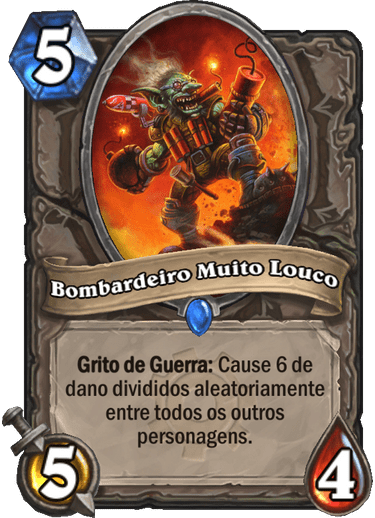 5
Bombardeiro Muito Louco
Grito de Guerra: Cause 6 de
dano divididos aleatoriamente
entre todos os outros
personagens.
5
4